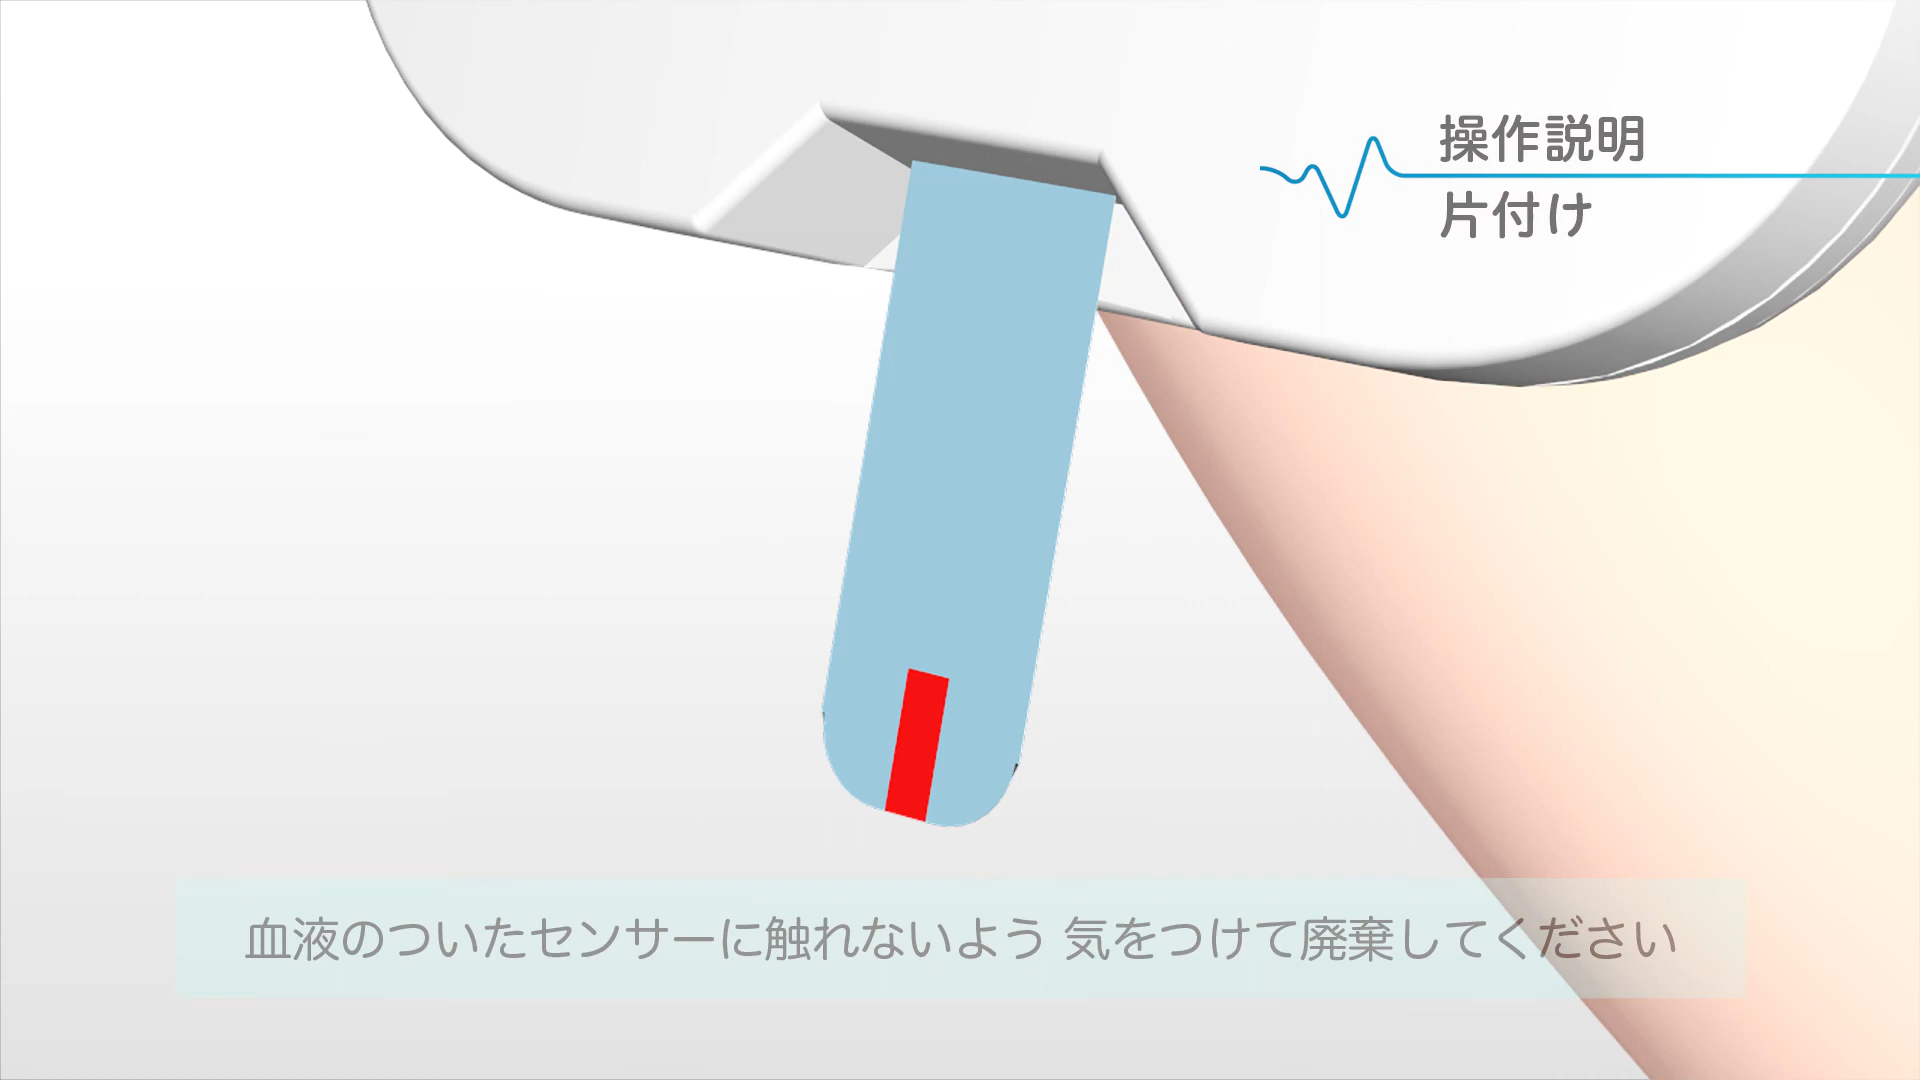 操作説明
片付け
血液のついたセンサーに触れないよう 気をつけて廃棄してください